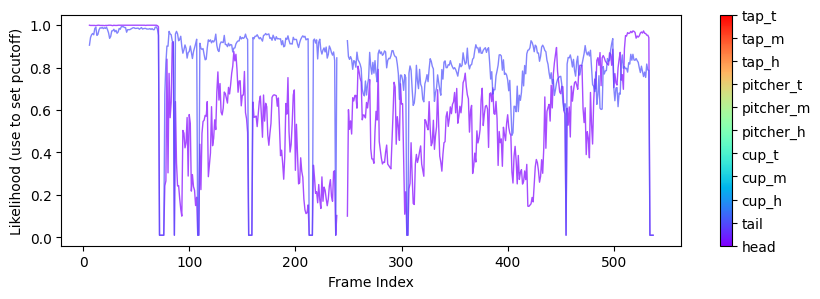 Likelihood (use to set pcutoff)
1.0
0.8
0.6
0.4
0.2
0.0
0
100
200
300
400
500
Frame Index
tap_t
tap_m
tap_h
pitcher_t
pitcher_m
pitcher_h
cup_t
cup_m
cup_h
tail
head